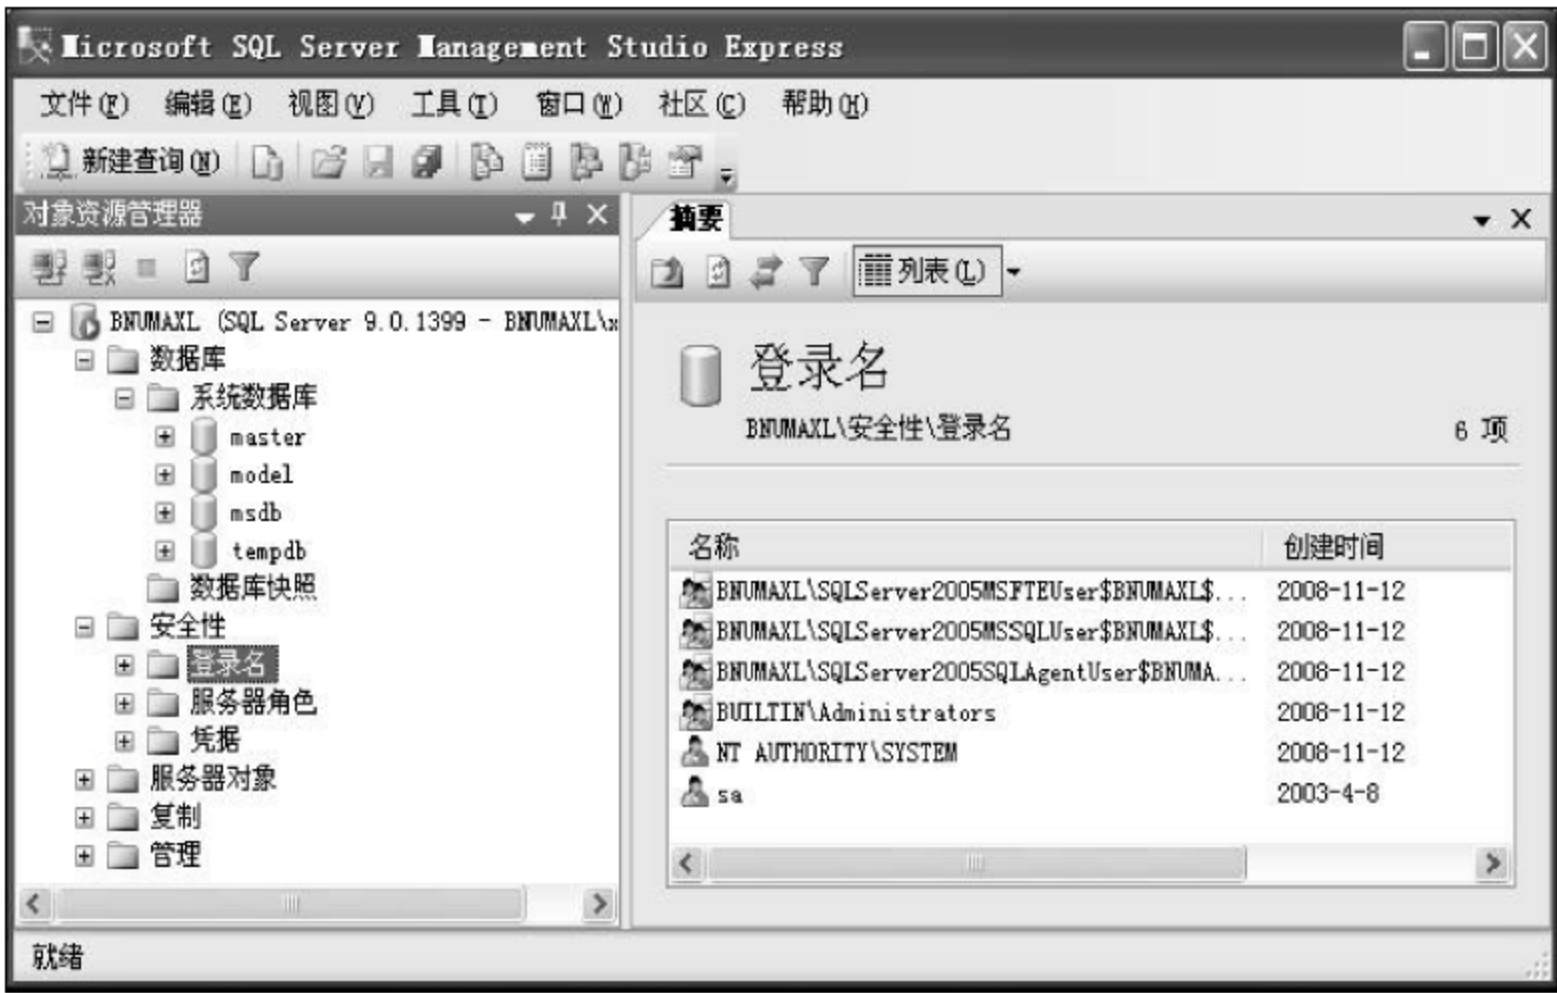 Microsoft SQL Server Management Studio Express
文件(F) 编辑(E) 视图(V) 工具(T) 窗口(W) 社区(C) 帮助(H)
新建查询(N)
对象资源管理器
BNUMAXL (SQL Server 9.0.1399 - BNUMAXL\x
数据库
系统数据库
master
model
msdb
tempdb
数据库快照
安全性
登录名
服务器角色
凭据
服务器对象
复制
管理
摘要
列表(L)
登录名
BNUMAXL\安全性\登录名 6 项
名称 创建时间
BNUMAXL\SQLServer2005MSFTEUser$BNUMAXL$... 2008-11-12
BNUMAXL\SQLServer2005MSSQLUser$BNUMAXL$... 2008-11-12
BNUMAXL\SQLServer2005SQLAgentUser$BNUMA... 2008-11-12
BUILTIN\Administrators 2008-11-12
NT AUTHORITY\SYSTEM 2008-11-12
sa 2003-4-8
就绪